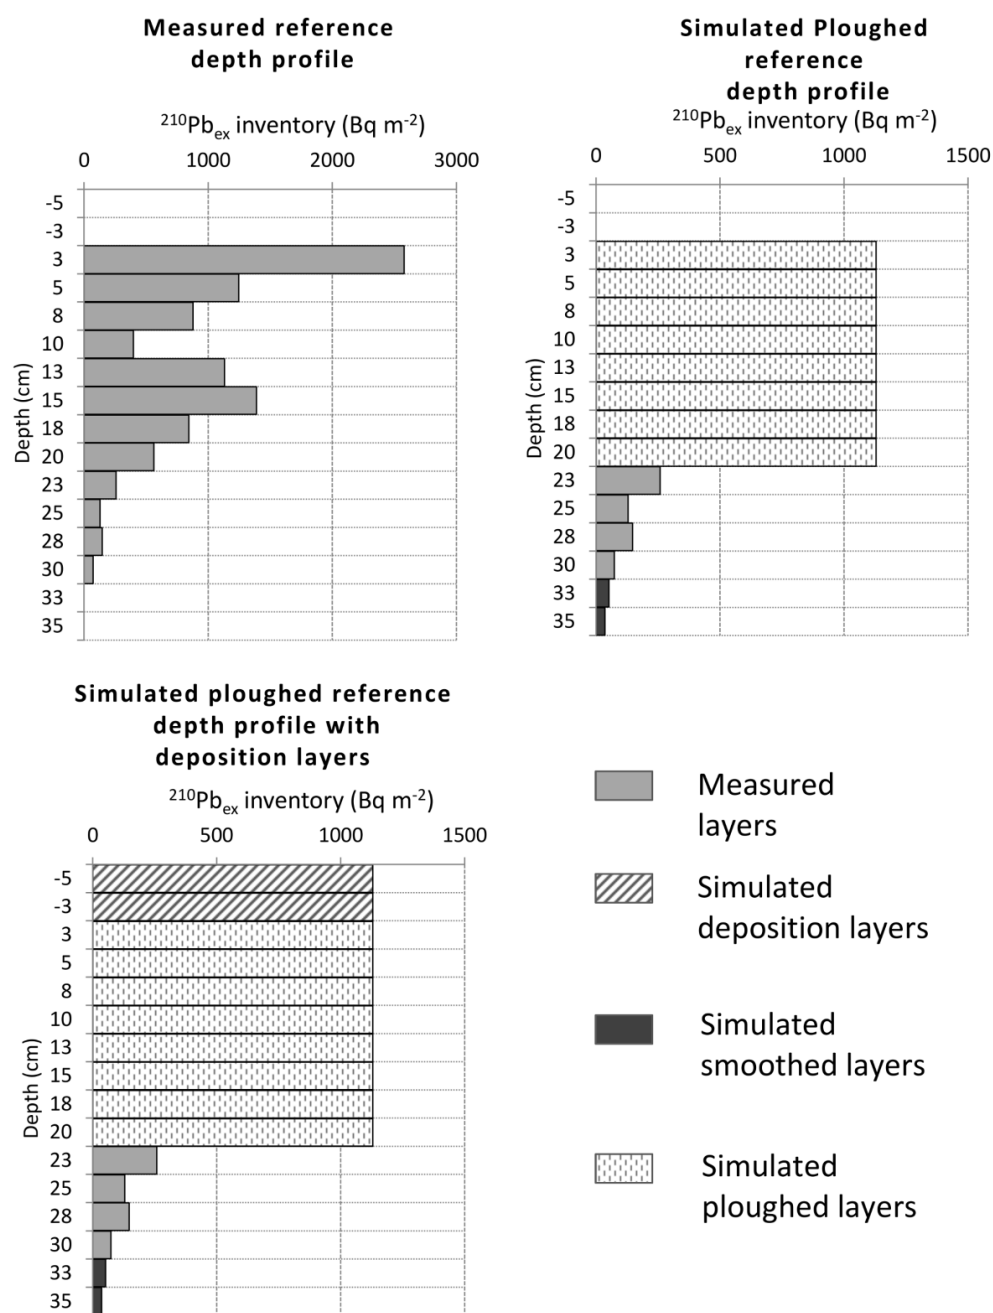 Measured reference
depth profile
²¹⁰Pbₑₓ inventory (Bq m⁻²)
0 1000 2000 3000
Depth (cm)
-5
-3
3
5
8
10
13
15
18
20
23
25
28
30
33
35
Simulated Ploughed
reference
depth profile
²¹⁰Pbₑₓ inventory (Bq m⁻²)
0 500 1000 1500
Depth (cm)
-5
-3
3
5
8
10
13
15
18
20
23
25
28
30
33
35
Simulated ploughed reference
depth profile with
deposition layers
²¹⁰Pbₑₓ inventory (Bq m⁻²)
0 500 1000 1500
Depth (cm)
-5
-3
3
5
8
10
13
15
18
20
23
25
28
30
33
35
Measured
layers
Simulated
deposition layers
Simulated
smoothed layers
Simulated
ploughed layers